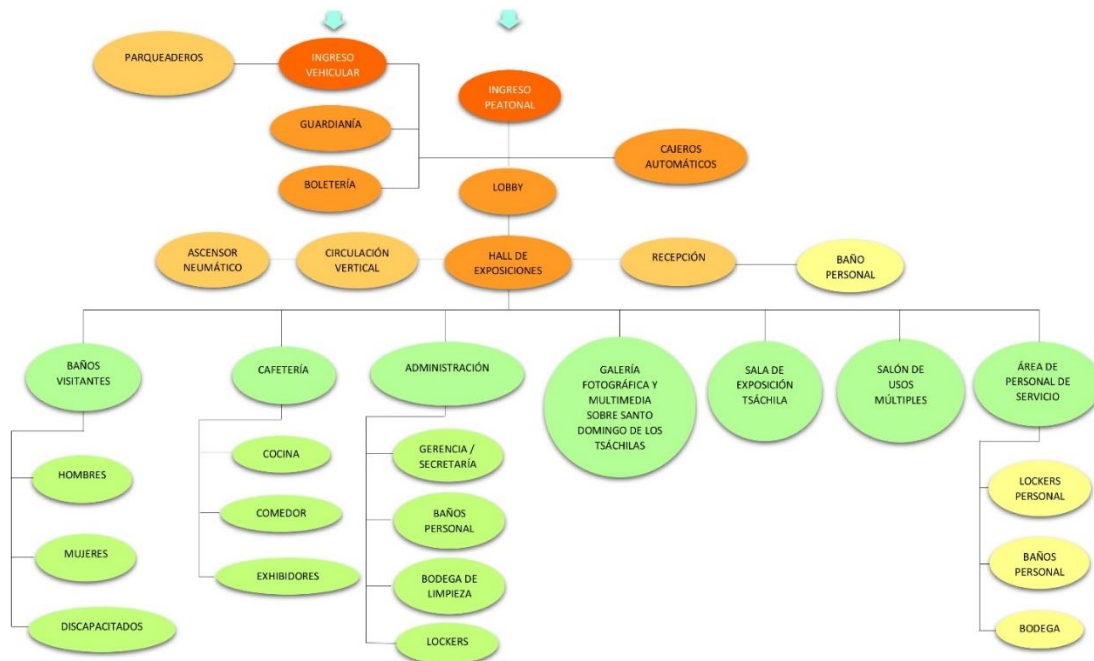 PARQUEADEROS
INGRESO
VEHICULAR
INGRESO
PEATONAL
GUARDIANÍA
CAJEROS
AUTOMÁTICOS
BOLETERÍA
LOBBY
ASCENSOR
NEUMÁTICO
CIRCULACIÓN
VERTICAL
HALL DE
EXPOSICIONES
RECEPCIÓN
BAÑO
PERSONAL
BAÑOS
VISITANTES
CAFETERÍA
ADMINISTRACIÓN
GALERÍA
FOTOGRÁFICA Y
MULTIMEDIA
SOBRE SANTO
DOMINGO DE LOS
TSÁCHILAS
SALA DE
EXPOSICIÓN
TSÁCHILA
SALÓN DE
USOS
MÚLTIPLES
ÁREA DE
PERSONAL DE
SERVICIO
HOMBRES
MUJERES
DISCAPACITADOS
COCINA
COMEDOR
EXHIBIDORES
GERENCIA /
SECRETARÍA
BAÑOS
PERSONAL
BODEGA DE
LIMPIEZA
LOCKERS
LOCKERS
PERSONAL
BAÑOS
PERSONAL
BODEGA